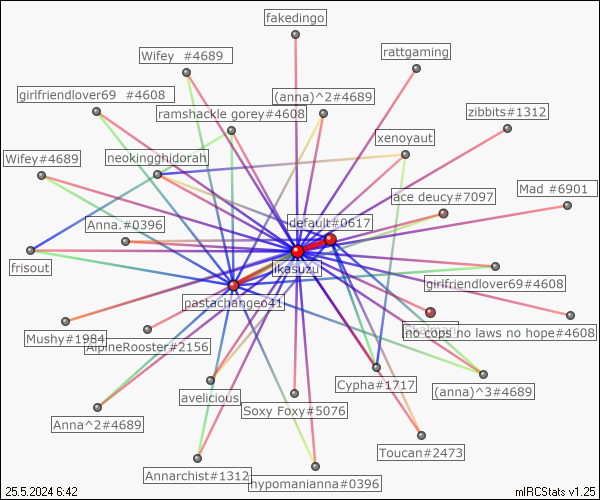 fakedingo
rattgaming
Wifey #4689
girlfriendlover69 #4608
(anna)^2#4689
ramshackle gorey#4608
zibbits#1312
xenoyaut
Wifey#4689
neokingghidorah
Mad #6901
ace deucy#7097
Anna.#0396
default#0617
frisout
likasuzu
girlfriendlover69#4608
pastachangeo41
Mushy#1984
AlpineRooster#2156
no cops no laws no hope#4608
Cypha#1717
(anna)^3#4689
avelicious
Soxy Foxy#5076
Anna^2#4689
Toucan#2473
Annarchist#1312
hypomanianna#0396
25.5.2024 6:42
mIRCStats v1.25